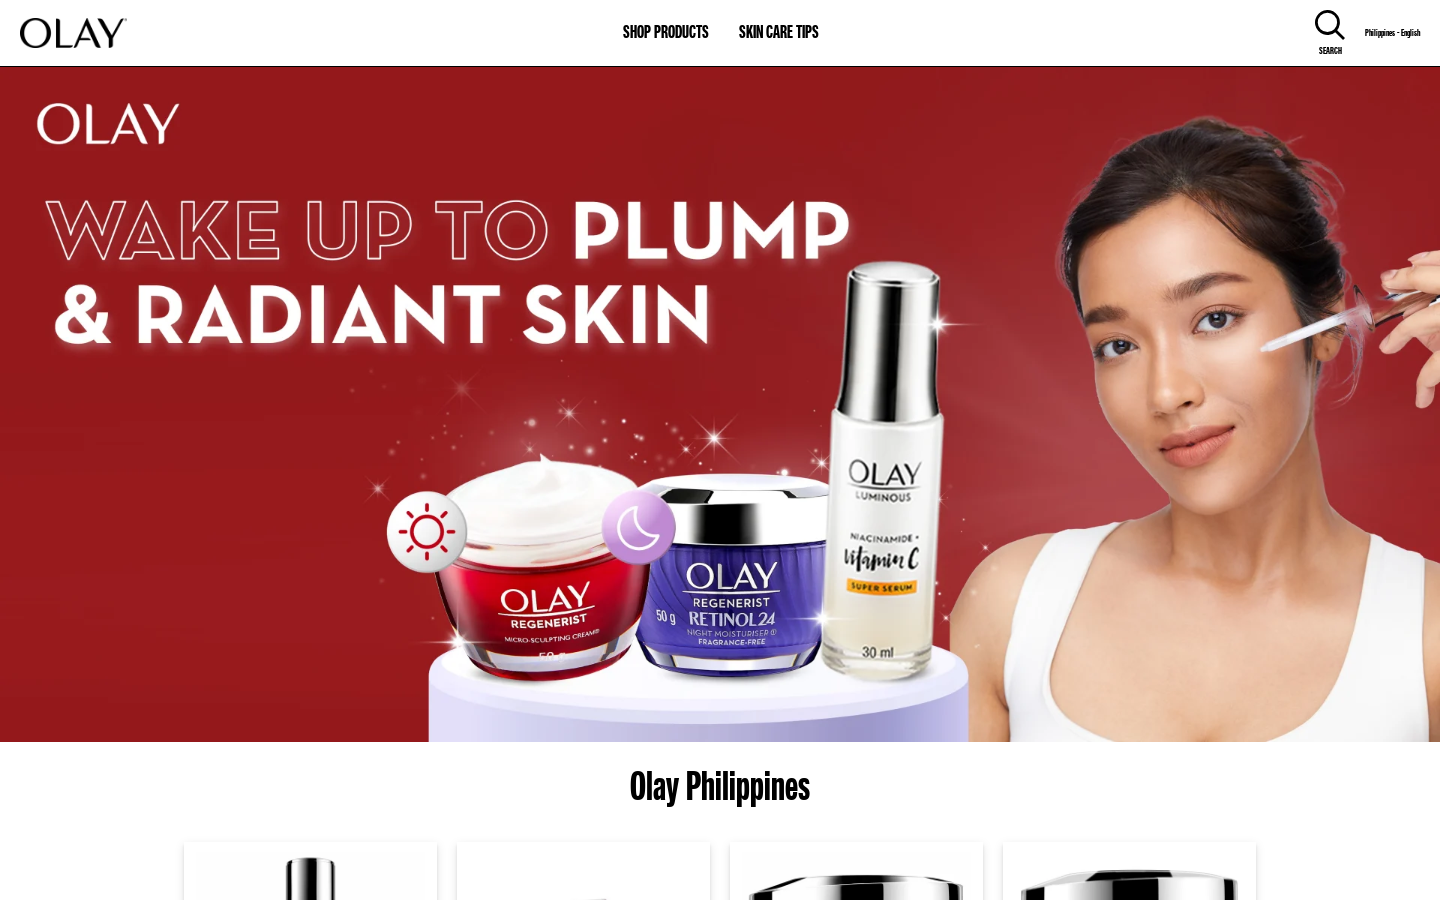 OLAY
SHOP PRODUCTS
SKIN CARE TIPS
SEARCH
Philippines - English
OLAY
WAKE UP TO PLUMP
& RADIANT SKIN
OLAY
REGENERIST
MICRO-SCULPTING CREAM®
50 g
OLAY
REGENERIST
50 g
RETINOL24
NIGHT MOISTURISER
FRAGRANCE-FREE
OLAY
LUMINOUS
NIACINAMIDE +
Vitamin C
SUPER SERUM
30 ml
Olay Philippines